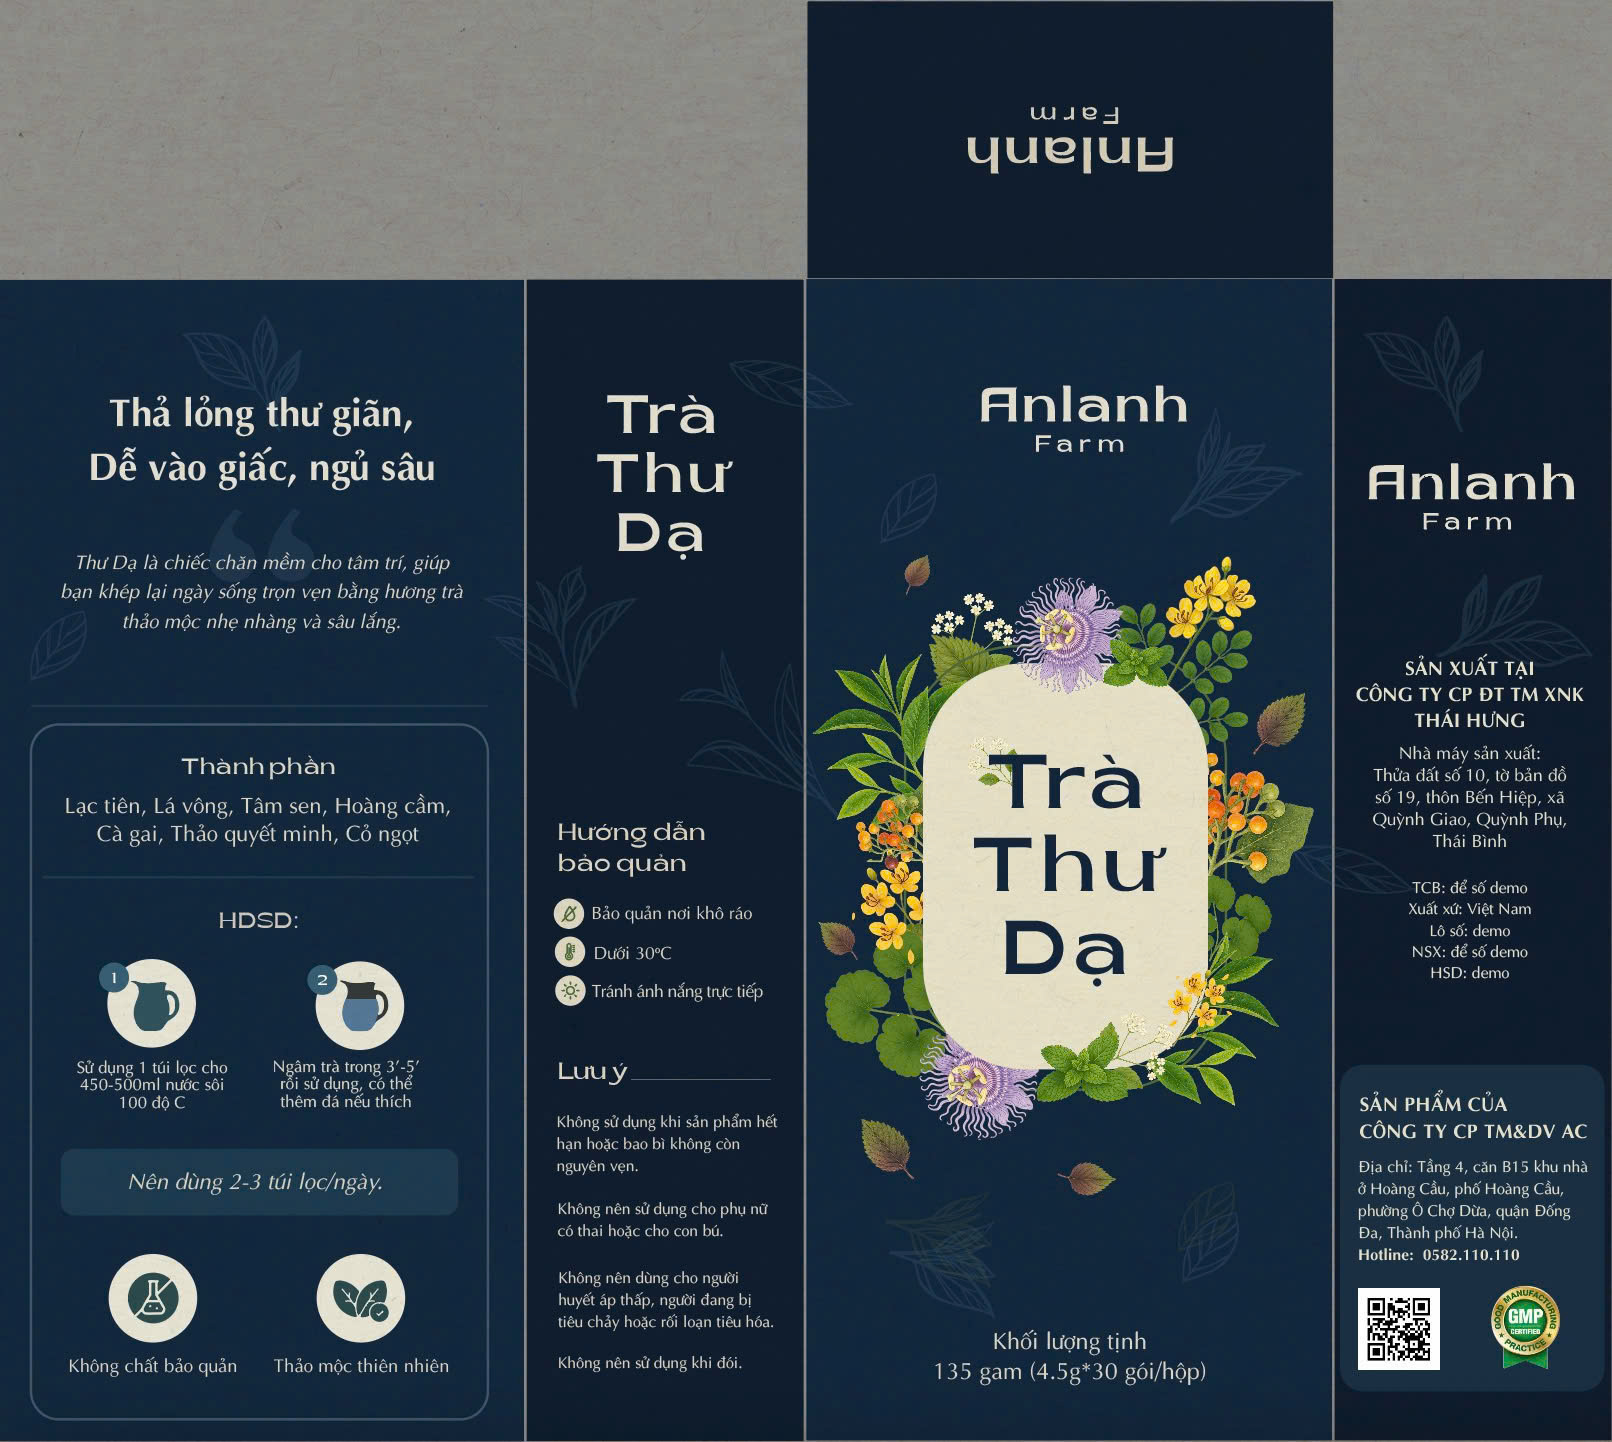 Anlanh
Farm
Thả lỏng thư giãn,
Dễ vào giấc, ngủ sâu
Thư Dạ là chiếc chăn mềm cho tâm trí, giúp
bạn khép lại ngày sống trọn vẹn bằng hương trà
thảo mộc nhẹ nhàng và sâu lắng.
Thành phần
Lạc tiên, Lá vông, Tâm sen, Hoàng cầm,
Cà gai, Thảo quyết minh, Cỏ ngọt
HDSD:
1
Sử dụng 1 túi lọc cho
450-500ml nước sôi
100 độ C
2
Ngâm trà trong 3’-5’
rồi sử dụng, có thể
thêm đá nếu thích
Nên dùng 2-3 túi lọc/ngày.
Không chất bảo quản
Thảo mộc thiên nhiên
Trà
Thư
Dạ
Hướng dẫn
bảo quản
Bảo quản nơi khô ráo
Dưới 30ºC
Tránh ánh nắng trực tiếp
Lưu ý
Không sử dụng khi sản phẩm hết
hạn hoặc bao bì không còn
nguyên vẹn.
Không nên sử dụng cho phụ nữ
có thai hoặc cho con bú.
Không nên dùng cho người
huyết áp thấp, người đang bị
tiêu chảy hoặc rối loạn tiêu hóa.
Không nên sử dụng khi đói.
Anlanh
Farm
Trà
Thư
Dạ
Khối lượng tịnh
135 gam (4.5g*30 gói/hộp)
Anlanh
Farm
SẢN XUẤT TẠI
CÔNG TY CP ĐT TM XNK
THÁI HƯNG
Nhà máy sản xuất:
Thửa đất số 10, tờ bản đồ
số 19, thôn Bến Hiệp, xã
Quỳnh Giao, Quỳnh Phụ,
Thái Bình
TCB: để số demo
Xuất xứ: Việt Nam
Lô số: demo
NSX: để số demo
HSD: demo
SẢN PHẨM CỦA
CÔNG TY CP TM&DV AC
Địa chỉ: Tầng 4, căn B15 khu nhà
ở Hoàng Cầu, phố Hoàng Cầu,
phường Ô Chợ Dừa, quận Đống
Đa, Thành phố Hà Nội.
Hotline: 0582.110.110
GOOD MANUFACTURING
GMP
CERTIFIED
PRACTICE